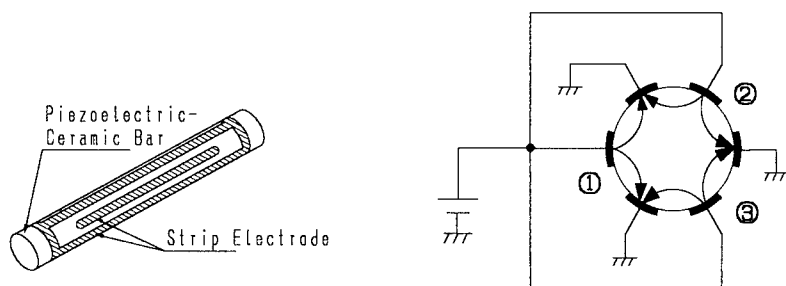 Piezoelectric-
Ceramic Bar
Strip Electrode
①
②
③